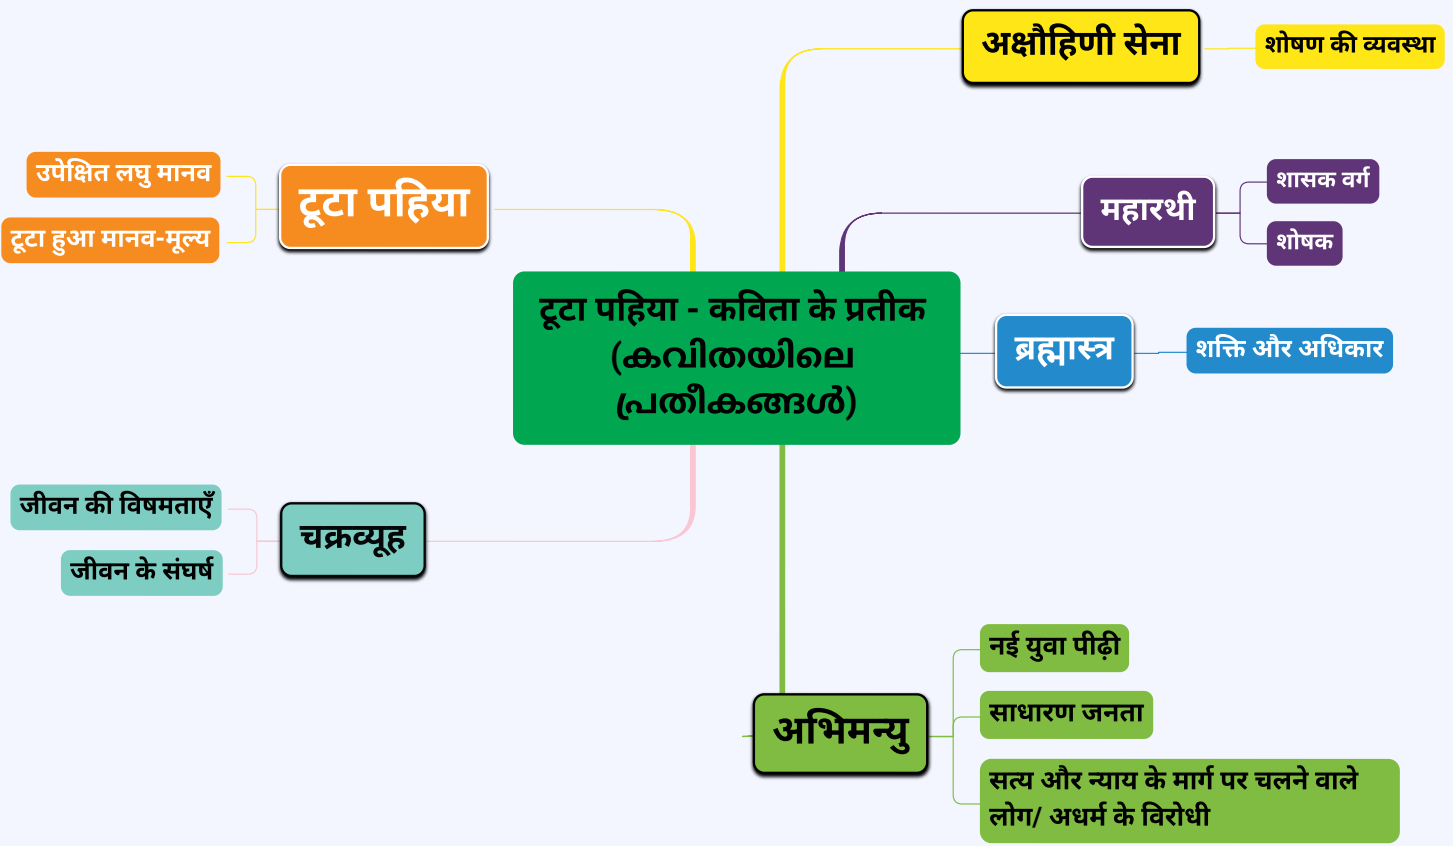 अक्षौहिणी सेना
शोषण की व्यवस्था
उपेक्षित लघु मानव
टूटा हुआ मानव-मूल्य
टूटा पहिया
महारथी
शासक वर्ग
शोषक
टूटा पहिया - कविता के प्रतीक
(കവിതയിലെ
പ്രതീകങ്ങൾ)
ब्रह्मास्त्र
शक्ति और अधिकार
जीवन की विषमताएँ
जीवन के संघर्ष
चक्रव्यूह
अभिमन्यु
नई युवा पीढ़ी
साधारण जनता
सत्य और न्याय के मार्ग पर चलने वाले
लोग/ अधर्म के विरोधी